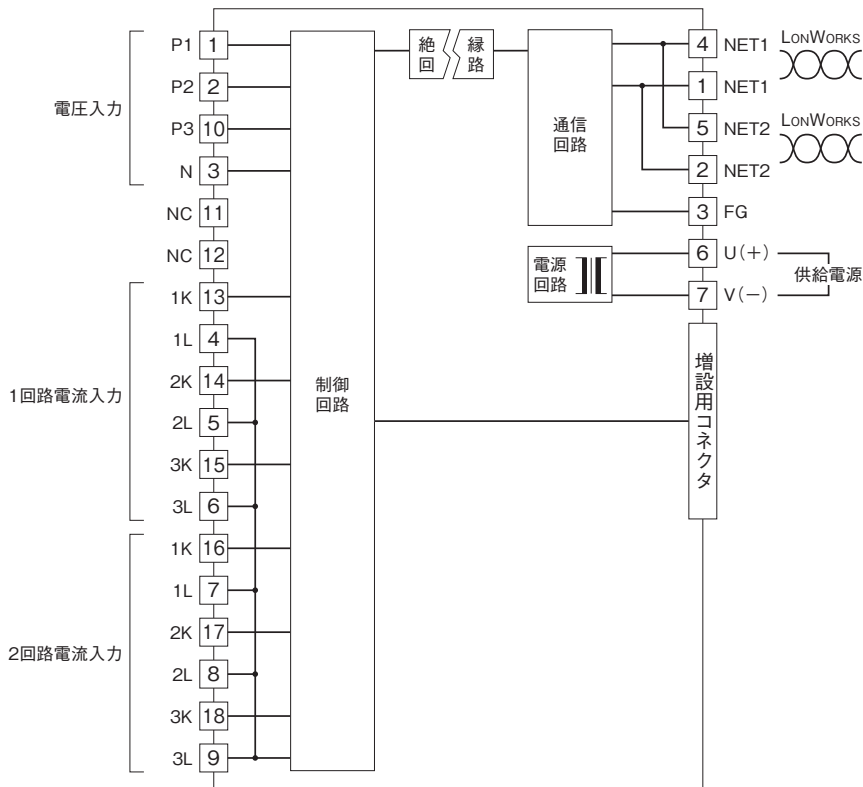 電圧入力
P1 1
P2 2
P3 10
N 3
NC 11
NC 12
1回路電流入力
1K 13
1L 4
2K 14
2L 5
3K 15
3L 6
2回路電流入力
1K 16
1L 7
2K 17
2L 8
3K 18
3L 9
制御
回路
絶縁
回路
通信
回路
4 NET1
1 NET1
LONWORKS
5 NET2
2 NET2
LONWORKS
3 FG
電源
回路
6 U(+)
7 V(−)
供給電源
増設用コネクタ